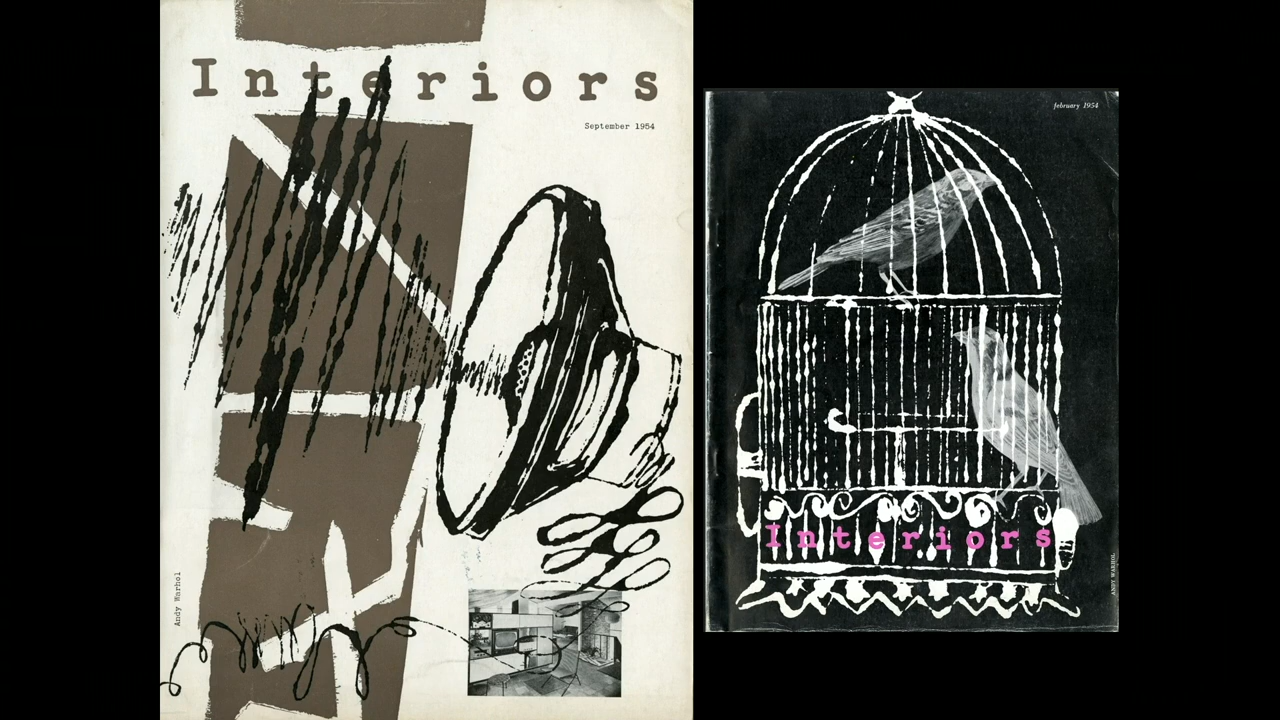 Interiors
September 1954
Andy Warhol
february 1954
Interiors
ANDY WARHOL